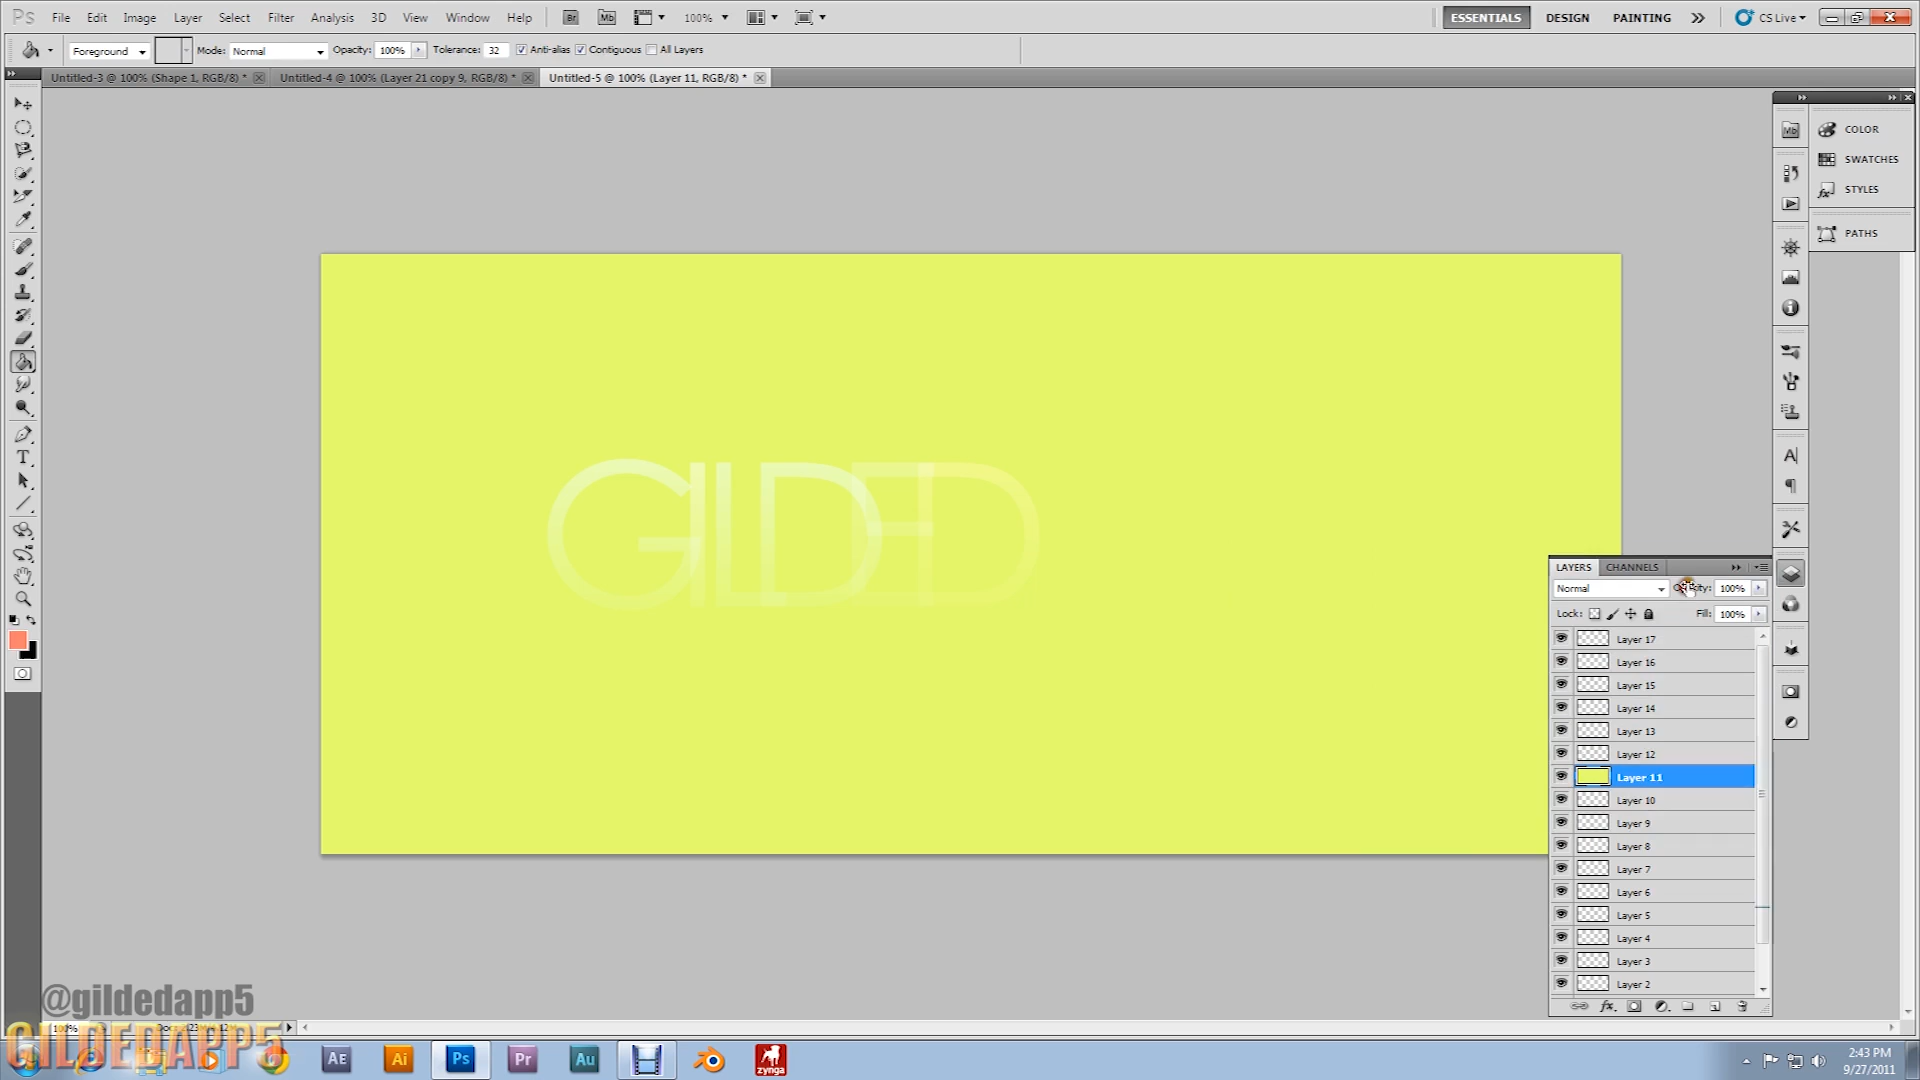 Ps File Edit Image Layer Select Filter Analysis 3D View Window Help Br Mb 100% ESSENTIALS DESIGN PAINTING CS Live
Foreground Mode: Normal Opacity: 100% Tolerance: 32 Anti-alias Contiguous All Layers
Untitled-3 @ 100% (Shape 1, RGB/8) * Untitled-4 @ 100% (Layer 21 copy 9, RGB/8) * Untitled-5 @ 100% (Layer 11, RGB/8) *
Mb COLOR
SWATCHES
STYLES
PATHS
GILDED
LAYERS CHANNELS
Normal 100%
Lock: Fill: 100%
Layer 17
Layer 16
Layer 15
Layer 14
Layer 13
Layer 12
Layer 11
Layer 10
Layer 9
Layer 8
Layer 7
Layer 6
Layer 5
Layer 4
Layer 3
Layer 2
@gildedapp5
100%
GILDEDAPP5
AE Ai Ps Pr Au zynga
2:43 PM
9/27/2011